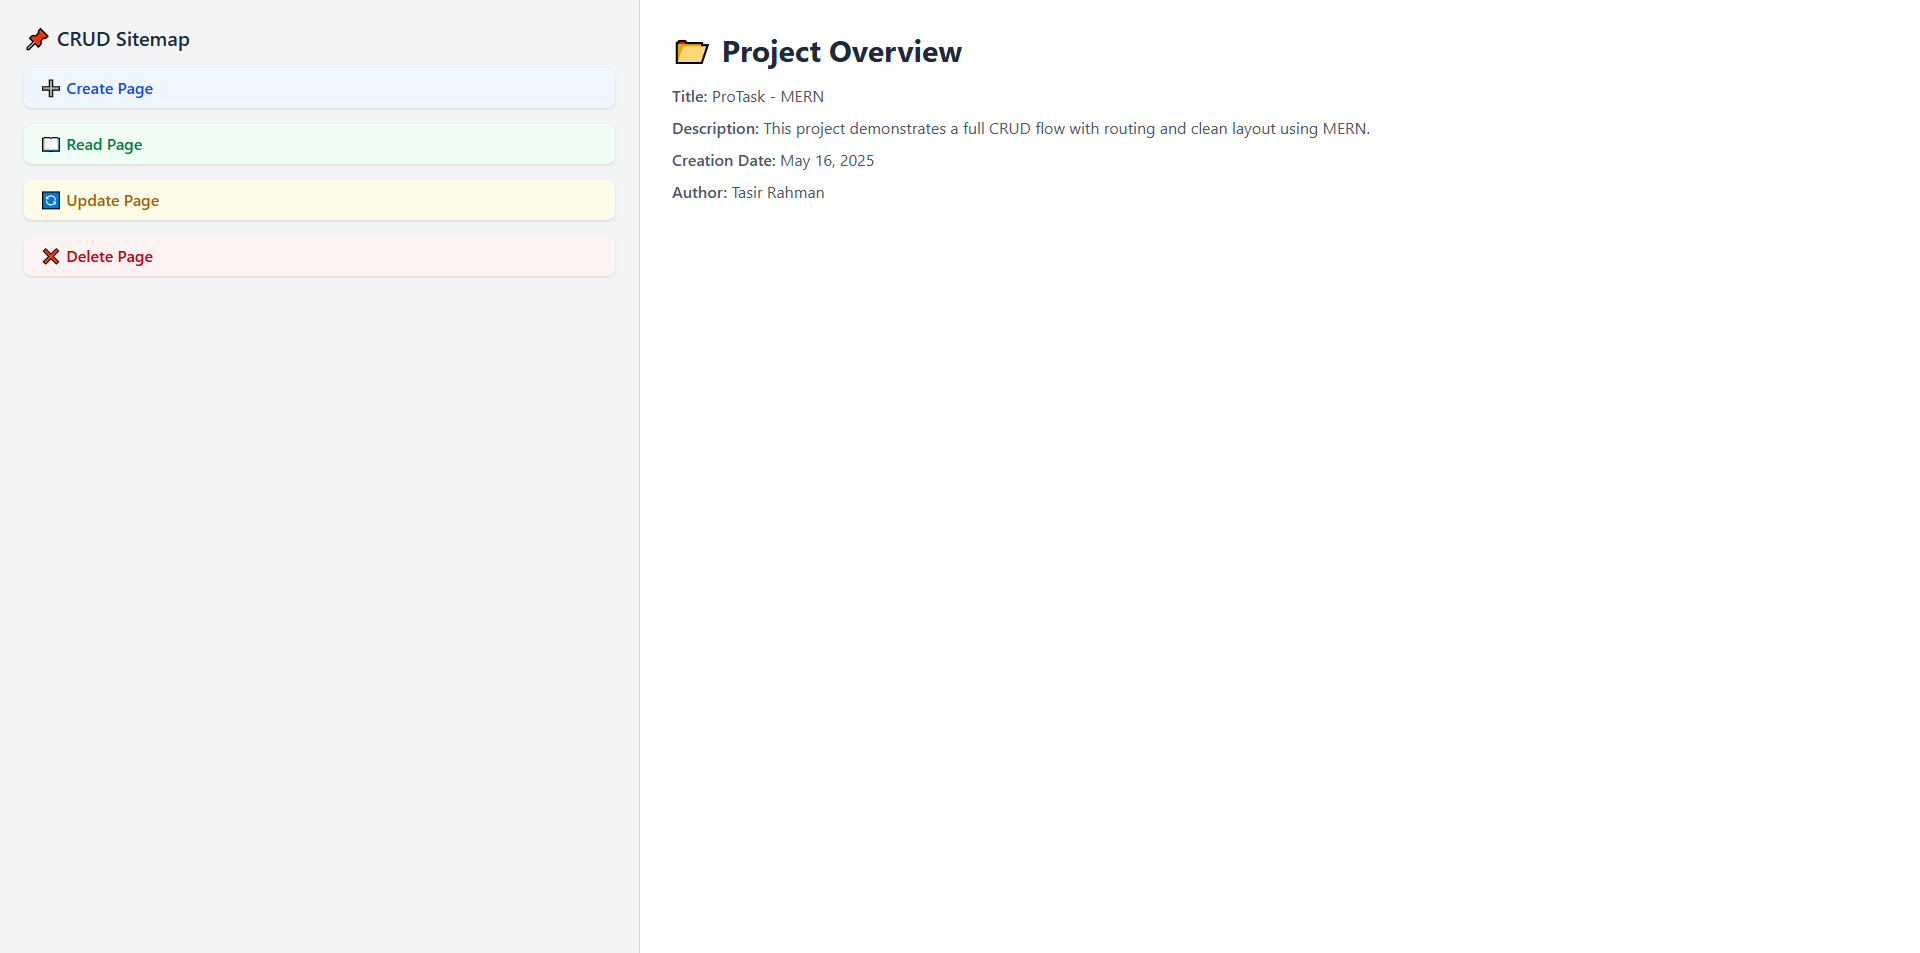 CRUD Sitemap
Create Page
Read Page
Update Page
Delete Page
Project Overview
Title: ProTask - MERN
Description: This project demonstrates a full CRUD flow with routing and clean layout using MERN.
Creation Date: May 16, 2025
Author: Tasir Rahman